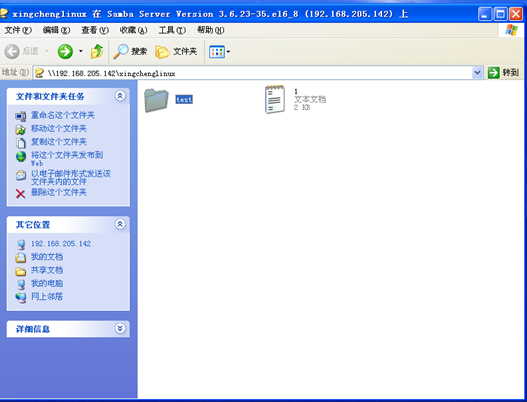 xingchenglinux 在 Samba Server Version 3.6.23-35.el6_8 (192.168.205.142) 上
文件(F) 编辑(E) 查看(V) 收藏(A) 工具(T) 帮助(H)
后退 搜索 文件夹
地址(D) \\192.168.205.142\xingchenglinux 转到
文件和文件夹任务
重命名这个文件夹
移动这个文件夹
复制这个文件夹
将这个文件夹发布到
Web
以电子邮件形式发送该
文件夹内的文件
删除这个文件夹
其它位置
192.168.205.142
我的文档
共享文档
我的电脑
网上邻居
详细信息
test
1
文本文档
2 KB